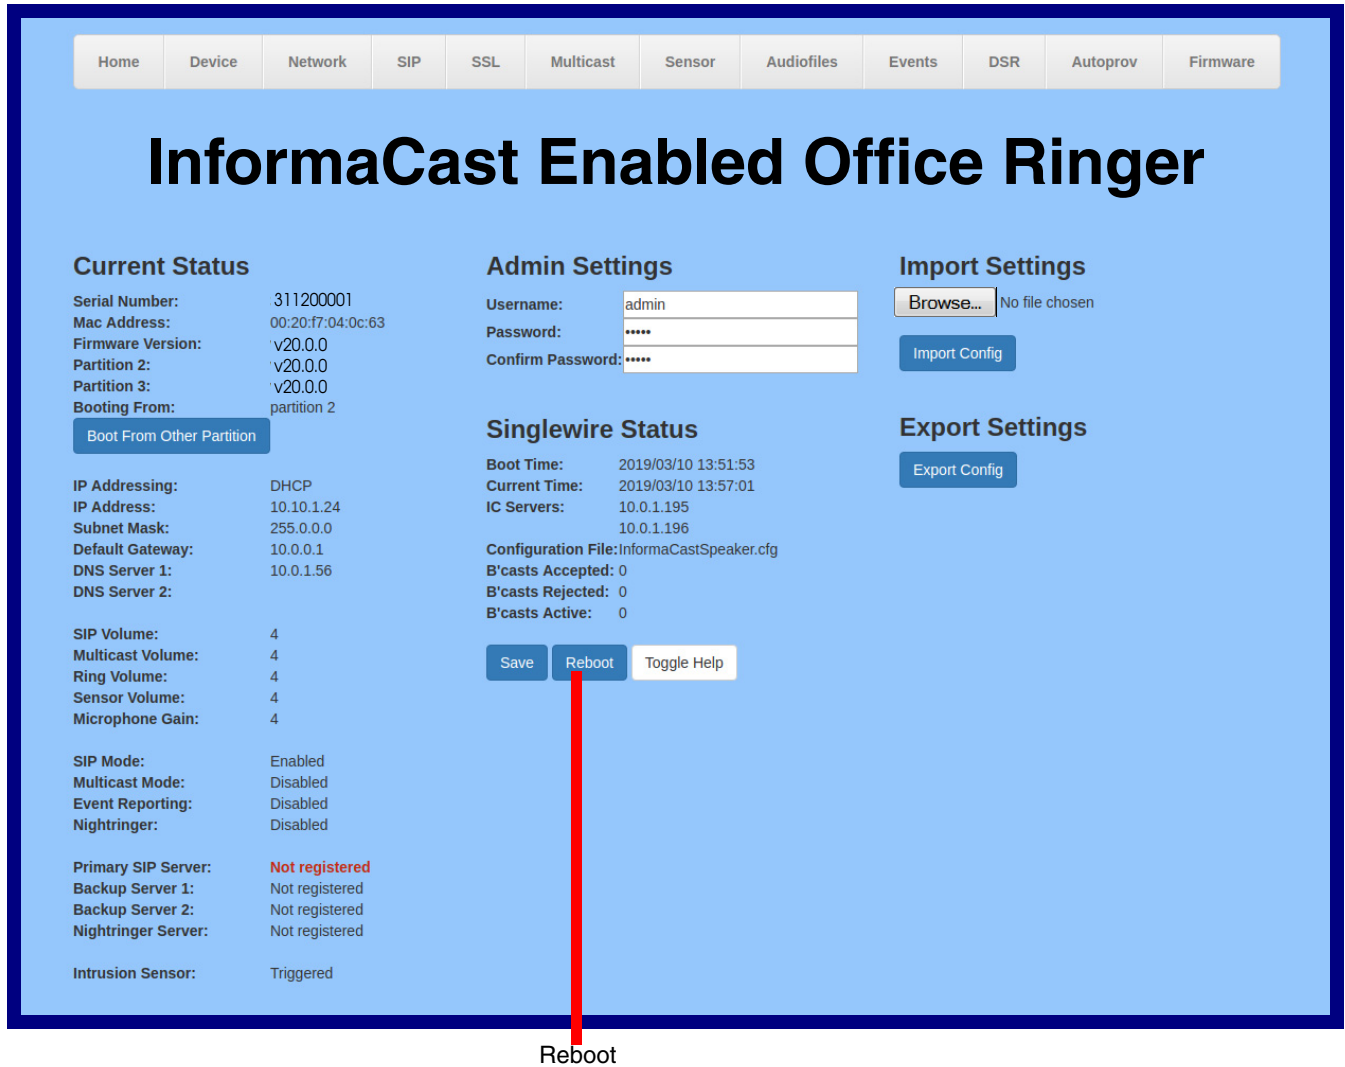 Home Device Network SIP SSL Multicast Sensor Audiofiles Events DSR Autoprov Firmware
InformaCast Enabled Office Ringer
Current Status
Serial Number: 311200001
Mac Address: 00:20:f7:04:0c:63
Firmware Version: v20.0.0
Partition 2: v20.0.0
Partition 3: v20.0.0
Booting From: partition 2
Boot From Other Partition
IP Addressing: DHCP
IP Address: 10.10.1.24
Subnet Mask: 255.0.0.0
Default Gateway: 10.0.0.1
DNS Server 1: 10.0.1.56
DNS Server 2:
SIP Volume: 4
Multicast Volume: 4
Ring Volume: 4
Sensor Volume: 4
Microphone Gain: 4
SIP Mode: Enabled
Multicast Mode: Disabled
Event Reporting: Disabled
Nightringer: Disabled
Primary SIP Server: Not registered
Backup Server 1: Not registered
Backup Server 2: Not registered
Nightringer Server: Not registered
Intrusion Sensor: Triggered
Admin Settings
Username: admin
Password: •••••
Confirm Password: •••••
Singlewire Status
Boot Time: 2019/03/10 13:51:53
Current Time: 2019/03/10 13:57:01
IC Servers: 10.0.1.195
10.0.1.196
Configuration File: InformaCastSpeaker.cfg
B'casts Accepted: 0
B'casts Rejected: 0
B'casts Active: 0
Save Reboot Toggle Help
Import Settings
Browse... No file chosen
Import Config
Export Settings
Export Config
Reboot